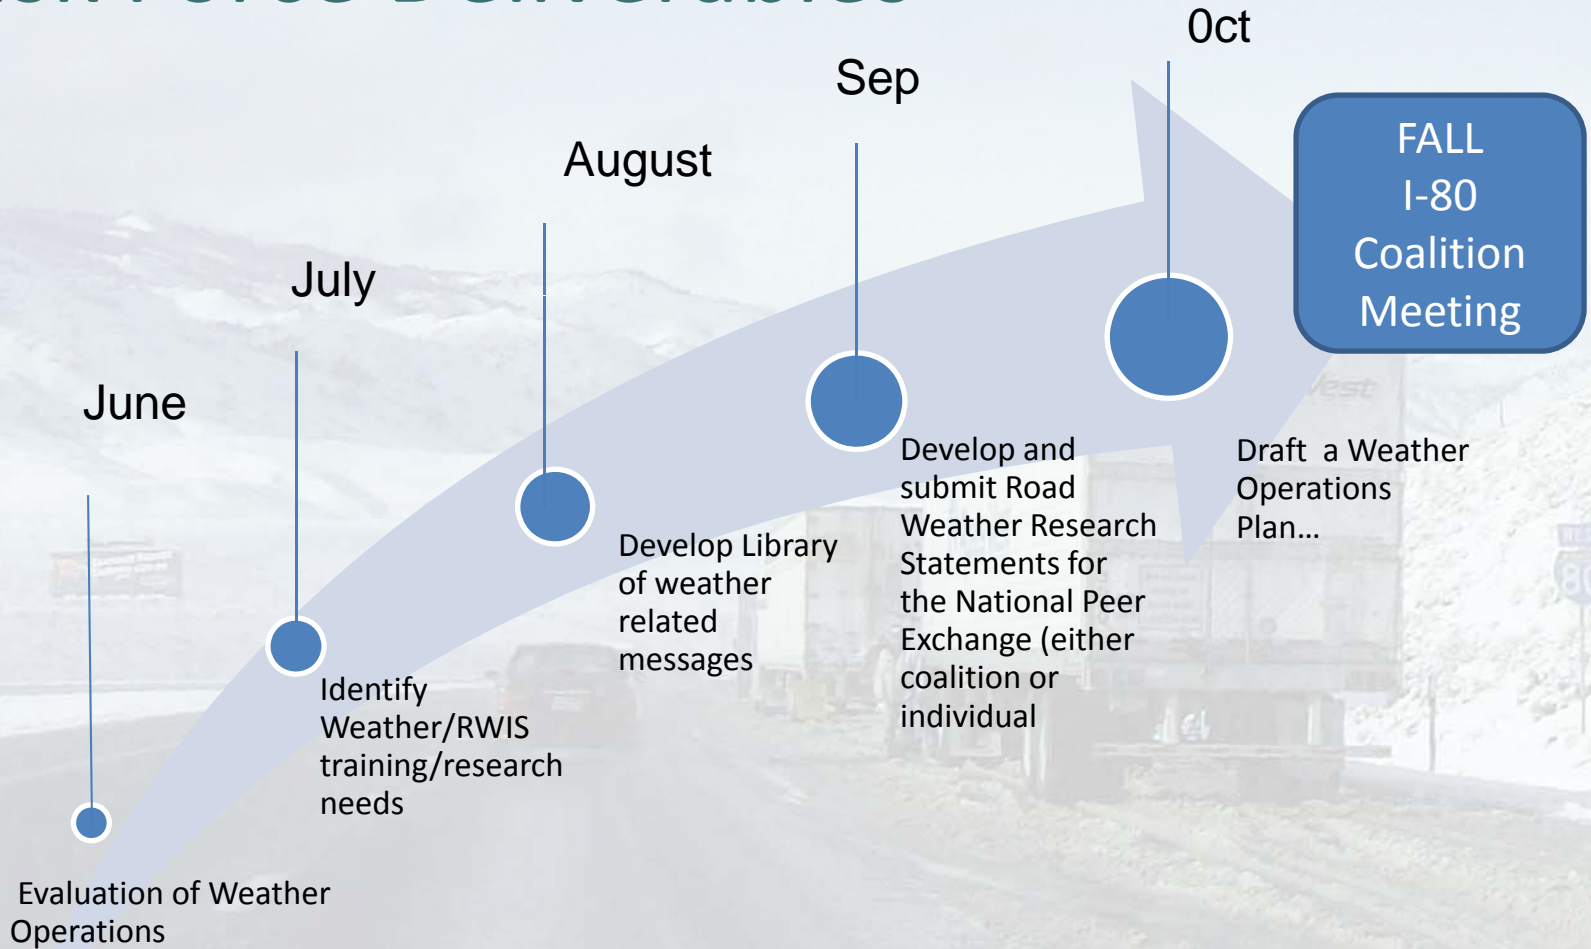 Deliverables
0ct
Sep
August
July
June
FALL
I-80
Coalition
Meeting
Evaluation of Weather
Operations
Identify
Weather/RWIS
training/research
needs
Develop Library
of weather
related
messages
Develop and
submit Road
Weather Research
Statements for
the National Peer
Exchange (either
coalition or
individual
Draft  a Weather
Operations
Plan…